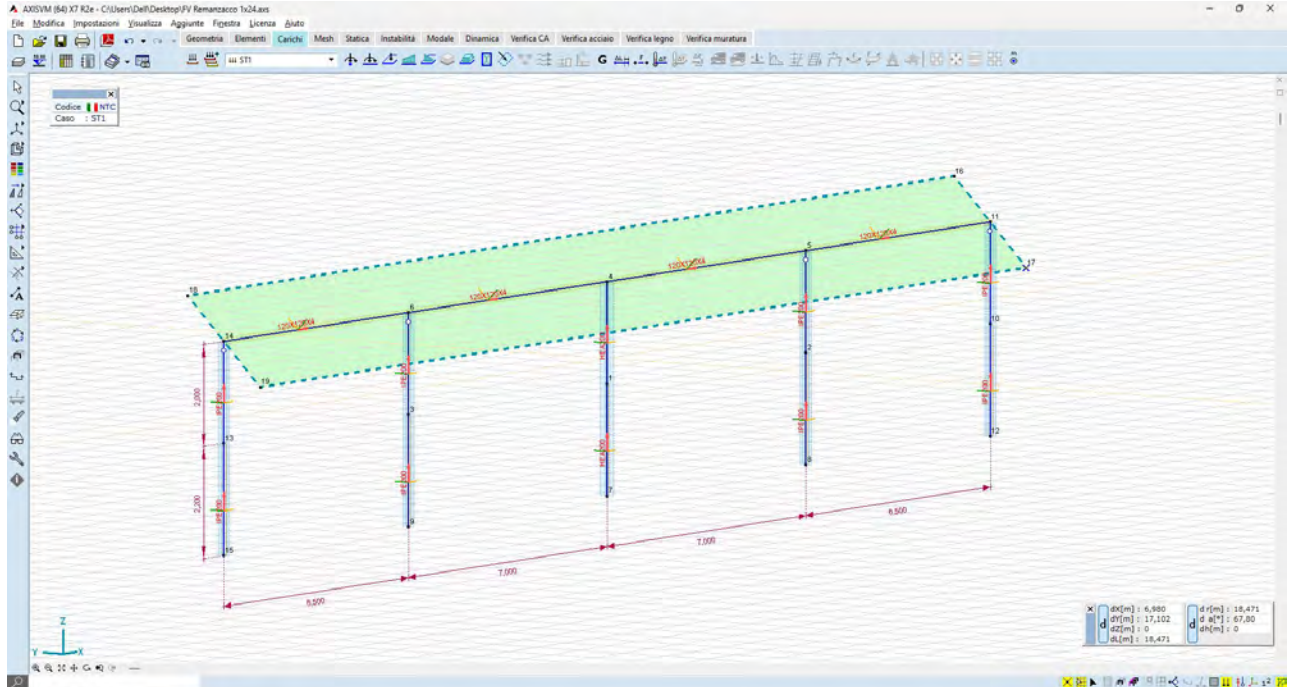 AXISVM (64) X7 R2e - C:\Users\Dell\Desktop\FV Remanzacco 1x24.axs
File Modifica Impostazioni Visualizza Aggiunte Finestra Licenza Aiuto
Geometria Elementi Carichi Mesh Statica Instabilità Modale Dinamica Verifica CA Verifica acciaio Verifica legno Verifica muratura
ST1
Codice NTC
Caso : ST1
16
11
120X120X4
17
5
120X120X4
4
18
120X120X4
6
120X120X4
14
10
2
19
1
3
2,000
13
12
8
2,200
7
9
15
6,500
7,000
7,000
6,500
Z
Y X
dX[m] : 6,980
dY[m] : 17,102
dZ[m] : 0
dL[m] : 18,471
d r[m] : 18,471
d a[°] : 67,80
dh[m] : 0
d
d